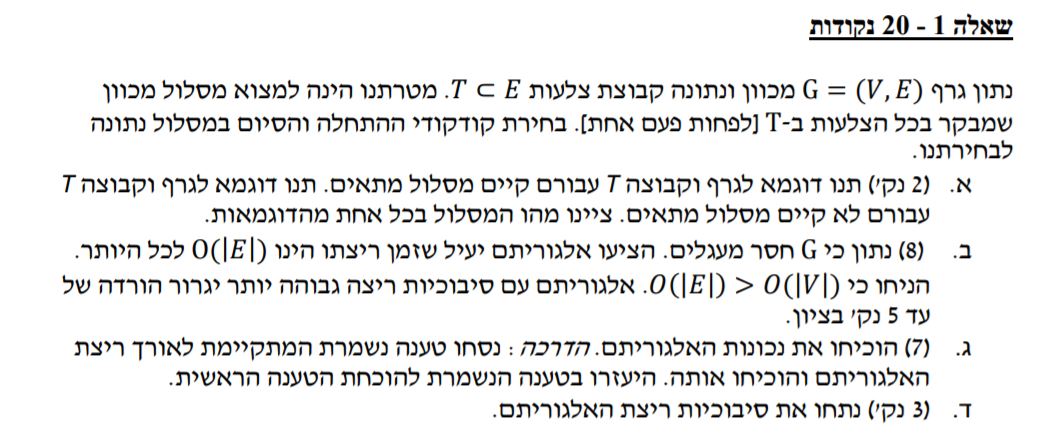 שאלה 1 - 20 נקודות
נתון גרף G = (V, E) מכוון ונתונה קבוצת צלעות T ⊂ E. מטרתנו הינה למצוא מסלול מכוון
שמבקר בכל הצלעות ב-T [לפחות פעם אחת]. בחירת קודקודי ההתחלה והסיום במסלול נתונה
לבחירתנו.
א. (2 נק') תנו דוגמא לגרף וקבוצה T עבורם קיים מסלול מתאים. תנו דוגמא לגרף וקבוצה T
עבורם לא קיים מסלול מתאים. ציינו מהו המסלול בכל אחת מהדוגמאות.
ב. (8) נתון כי G חסר מעגלים. הציעו אלגוריתם יעיל שזמן ריצתו הינו O(|E|) לכל היותר.
הניחו כי O(|E|) > O(|V|). אלגוריתם עם סיבוכיות ריצה גבוהה יותר יגרור הורדה של
עד 5 נק' בציון.
ג. (7) הוכיחו את נכונות האלגוריתם. הדרכה : נסחו טענה נשמרת המתקיימת לאורך ריצת
האלגוריתם והוכיחו אותה. היעזרו בטענה הנשמרת להוכחת הטענה הראשית.
ד. (3 נק') נתחו את סיבוכיות ריצת האלגוריתם.